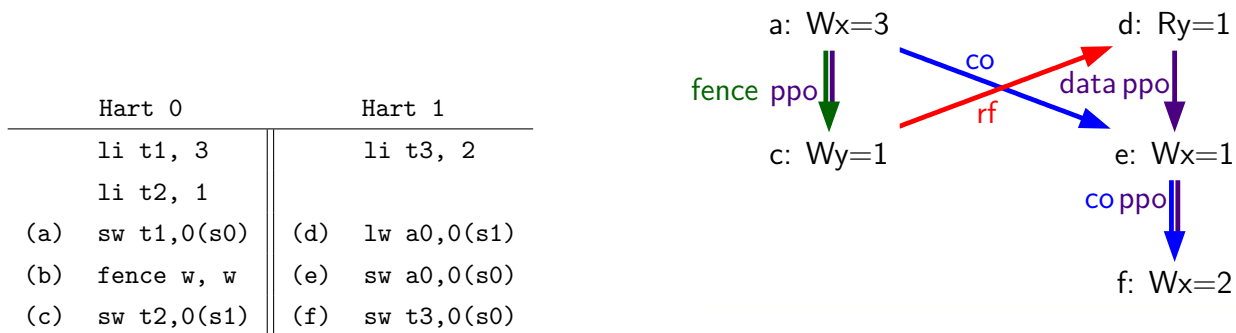 Hart 0 Hart 1
li t1, 3 li t3, 2
li t2, 1
(a) sw t1,0(s0) (d) lw a0,0(s1)
(b) fence w, w (e) sw a0,0(s0)
(c) sw t2,0(s1) (f) sw t3,0(s0)
a: Wx=3 d: Ry=1
co
fence ppo data ppo
rf
c: Wy=1 e: Wx=1
co ppo
f: Wx=2